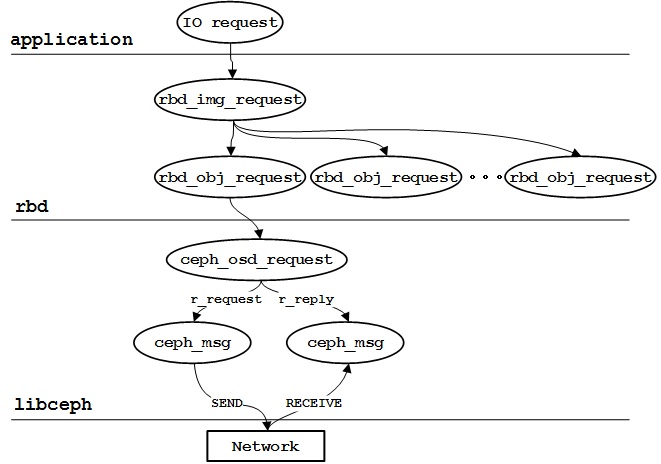 IO request
application
rbd_img_request
rbd_obj_request rbd_obj_request rbd_obj_request
rbd
ceph_osd_request
r_request r_reply
ceph_msg ceph_msg
libceph
SEND RECEIVE
Network